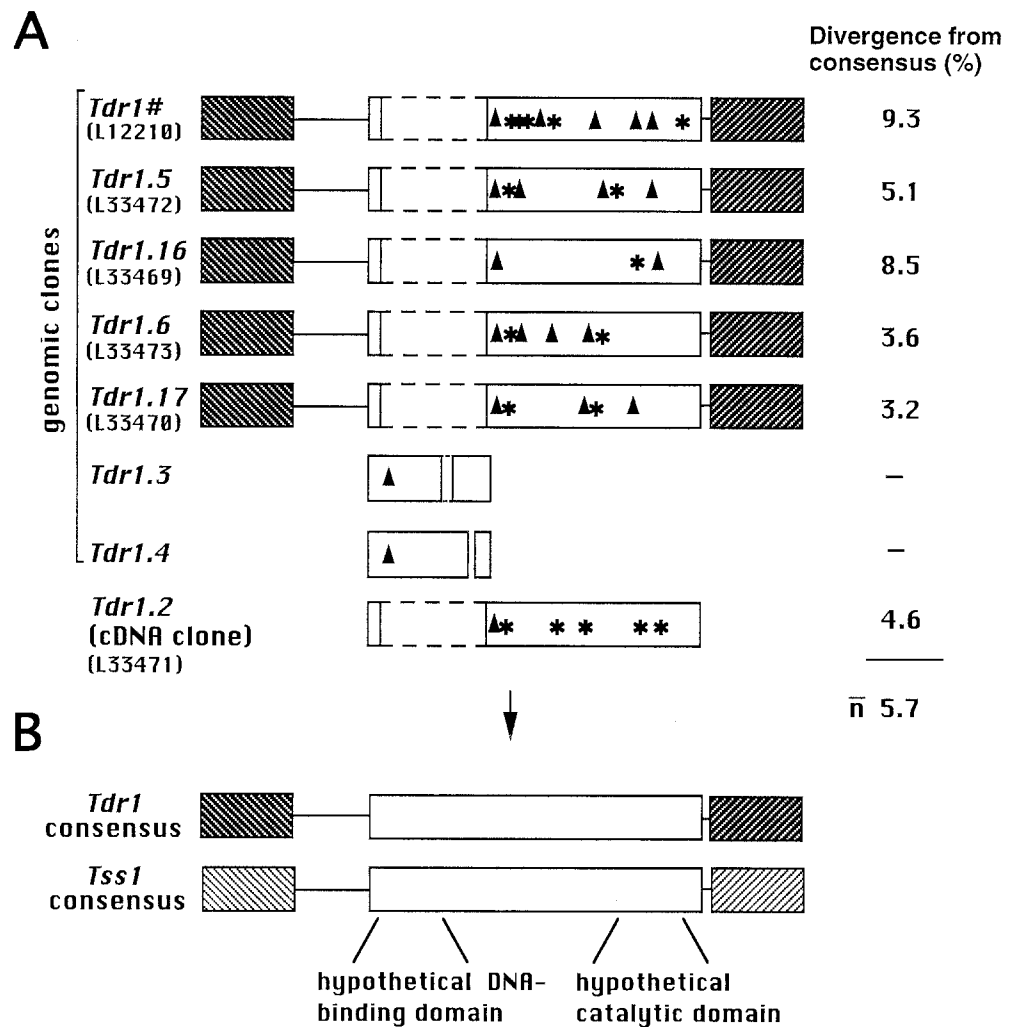 A
Divergence from
consensus (%)
genomic clones
Tdr1#
(L12210)
9.3
Tdr1.5
(L33472)
5.1
Tdr1.16
(L33469)
8.5
Tdr1.6
(L33473)
3.6
Tdr1.17
(L33470)
3.2
Tdr1.3
–
Tdr1.4
–
Tdr1.2
(cDNA clone)
(L33471)
4.6
n̄ 5.7
B
Tdr1
consensus
Tss1
consensus
hypothetical DNA-
binding domain
hypothetical
catalytic domain